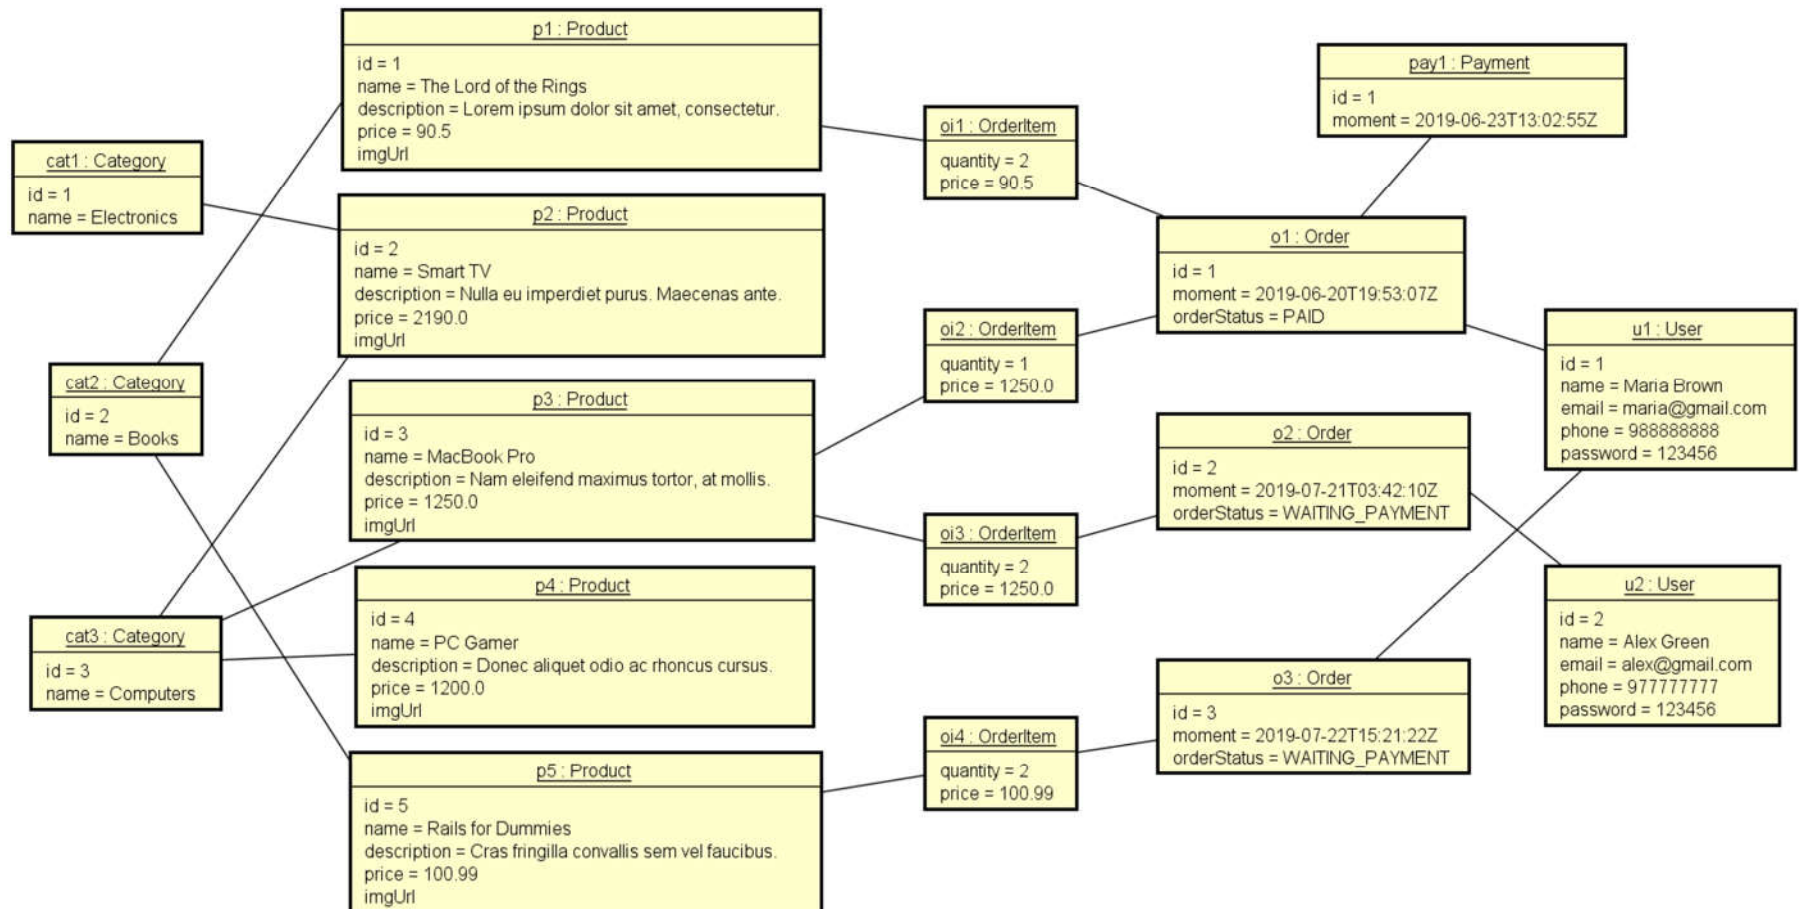 p1 : Product
id = 1
name = The Lord of the Rings
description = Lorem ipsum dolor sit amet, consectetur.
price = 90.5
imgUrl
pay1 : Payment
id = 1
moment = 2019-06-23T13:02:55Z
oi1 : OrderItem
quantity = 2
price = 90.5
cat1 : Category
id = 1
name = Electronics
p2 : Product
id = 2
name = Smart TV
description = Nulla eu imperdiet purus. Maecenas ante.
price = 2190.0
imgUrl
o1 : Order
id = 1
moment = 2019-06-20T19:53:07Z
orderStatus = PAID
oi2 : OrderItem
quantity = 1
price = 1250.0
u1 : User
id = 1
name = Maria Brown
email = maria@gmail.com
phone = 988888888
password = 123456
cat2 : Category
id = 2
name = Books
p3 : Product
id = 3
name = MacBook Pro
description = Nam eleifend maximus tortor, at mollis.
price = 1250.0
imgUrl
o2 : Order
id = 2
moment = 2019-07-21T03:42:10Z
orderStatus = WAITING_PAYMENT
oi3 : OrderItem
quantity = 2
price = 1250.0
p4 : Product
id = 4
name = PC Gamer
description = Donec aliquet odio ac rhoncus cursus.
price = 1200.0
imgUrl
u2 : User
id = 2
name = Alex Green
email = alex@gmail.com
phone = 977777777
password = 123456
cat3 : Category
id = 3
name = Computers
o3 : Order
id = 3
moment = 2019-07-22T15:21:22Z
orderStatus = WAITING_PAYMENT
oi4 : OrderItem
quantity = 2
price = 100.99
p5 : Product
id = 5
name = Rails for Dummies
description = Cras fringilla convallis sem vel faucibus.
price = 100.99
imgUrl